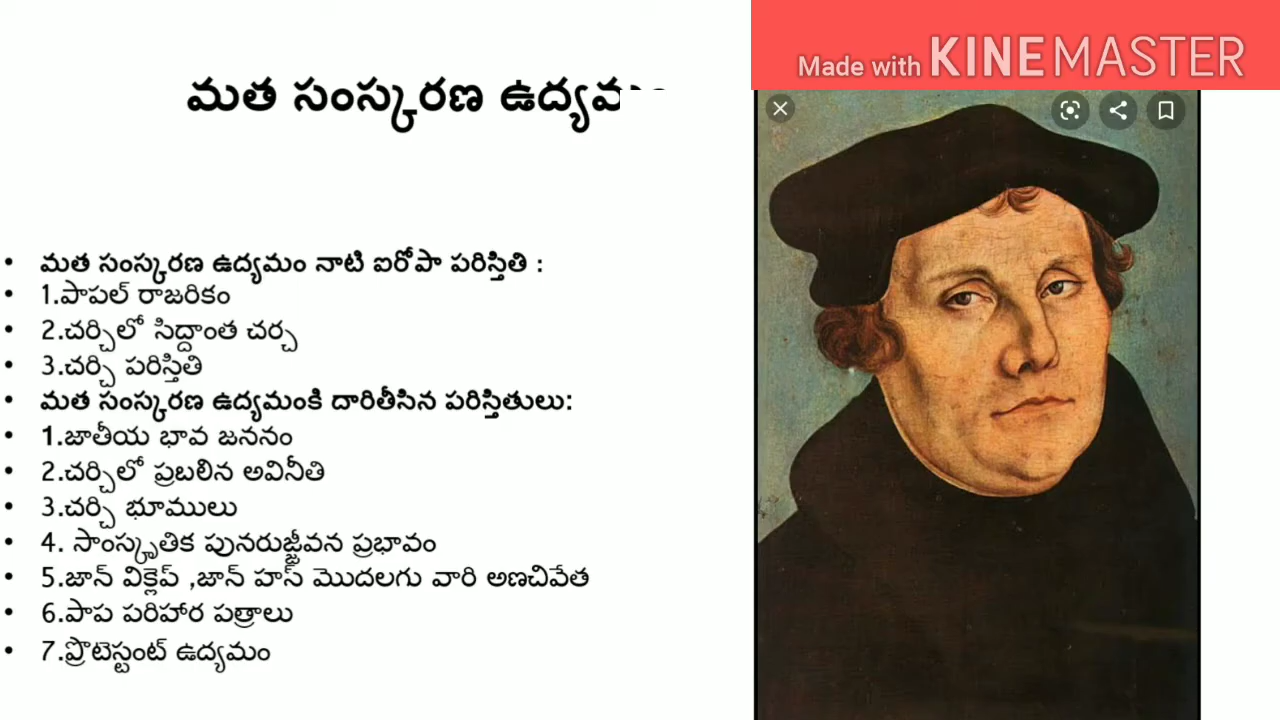 Made with KINEMASTER
మత సంస్కరణ
• మత సంస్కరణ ఉద్యమం నాటి ఐరోపా పరిస్తితి :
• 1.పాపల్ రాజరికం
• 2.చర్చిలో సిద్దాంత చర్చ
• 3.చర్చి పరిస్తితి
• మత సంస్కరణ ఉద్యమంకి దారితీసిన పరిస్తితులు:
• 1.జాతీయ భావ జననం
• 2.చర్చిలో ప్రబలిన అవినీతి
• 3.చర్చి భూములు
• 4. సాంస్కృతిక పునరుజ్జీవన ప్రభావం
• 5.జాన్ విక్లెప్ ,జాన్ హస్ మొదలగు వారి అణచివేత
• 6.పాప పరిహార పత్రాలు
• 7.ప్రొటెస్టంట్ ఉద్యమం